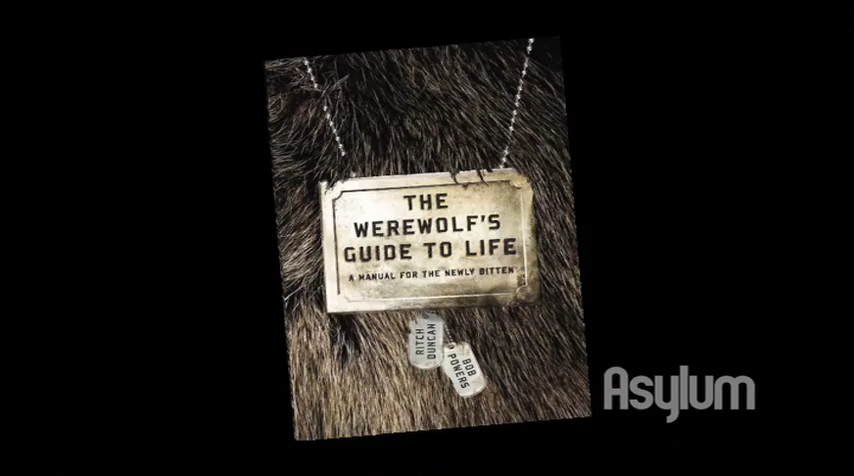 THE
WEREWOLF'S
GUIDE TO LIFE
A MANUAL FOR THE NEWLY BITTEN
RITCH
DUNCAN
BOB
POWERS
Asylum